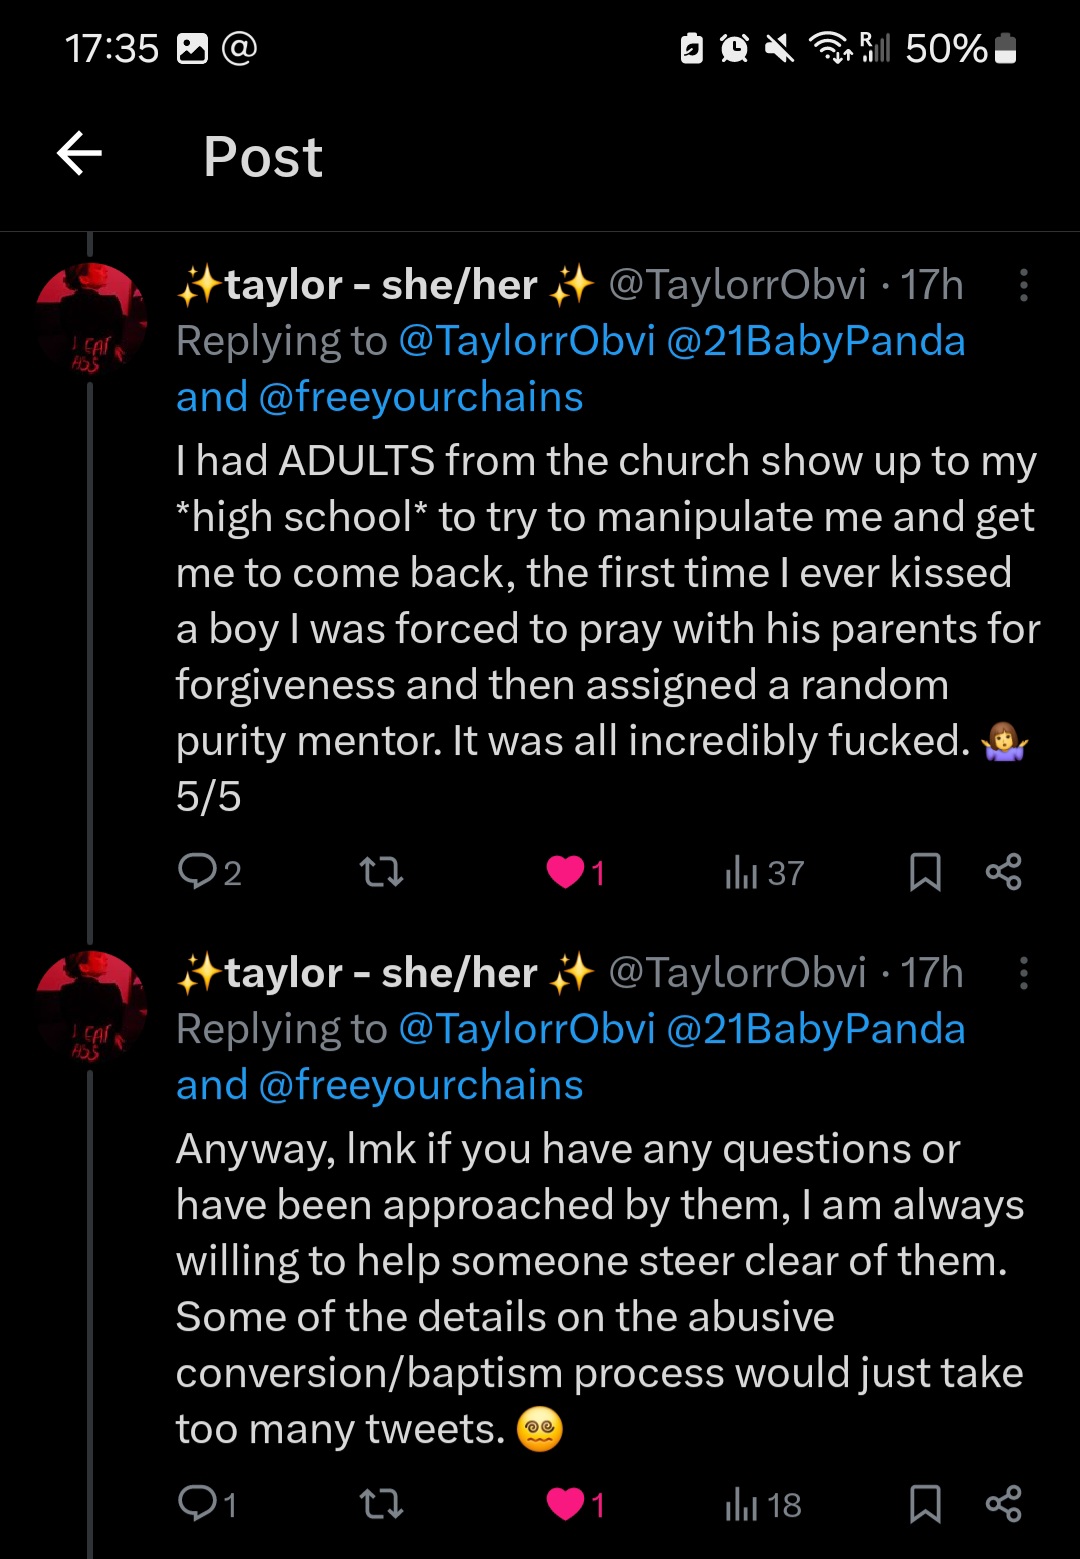 17:35 @ R 50%
Post
✨taylor - she/her ✨ @TaylorrObvi · 17h
Replying to @TaylorrObvi @21BabyPanda
and @freeyourchains
I had ADULTS from the church show up to my
*high school* to try to manipulate me and get
me to come back, the first time I ever kissed
a boy I was forced to pray with his parents for
forgiveness and then assigned a random
purity mentor. It was all incredibly fucked. 🤷‍♀️
5/5
2 1 37
I EAT
ASS
✨taylor - she/her ✨ @TaylorrObvi · 17h
Replying to @TaylorrObvi @21BabyPanda
and @freeyourchains
Anyway, lmk if you have any questions or
have been approached by them, I am always
willing to help someone steer clear of them.
Some of the details on the abusive
conversion/baptism process would just take
too many tweets. 😵‍💫
1 1 18
I EAT
ASS